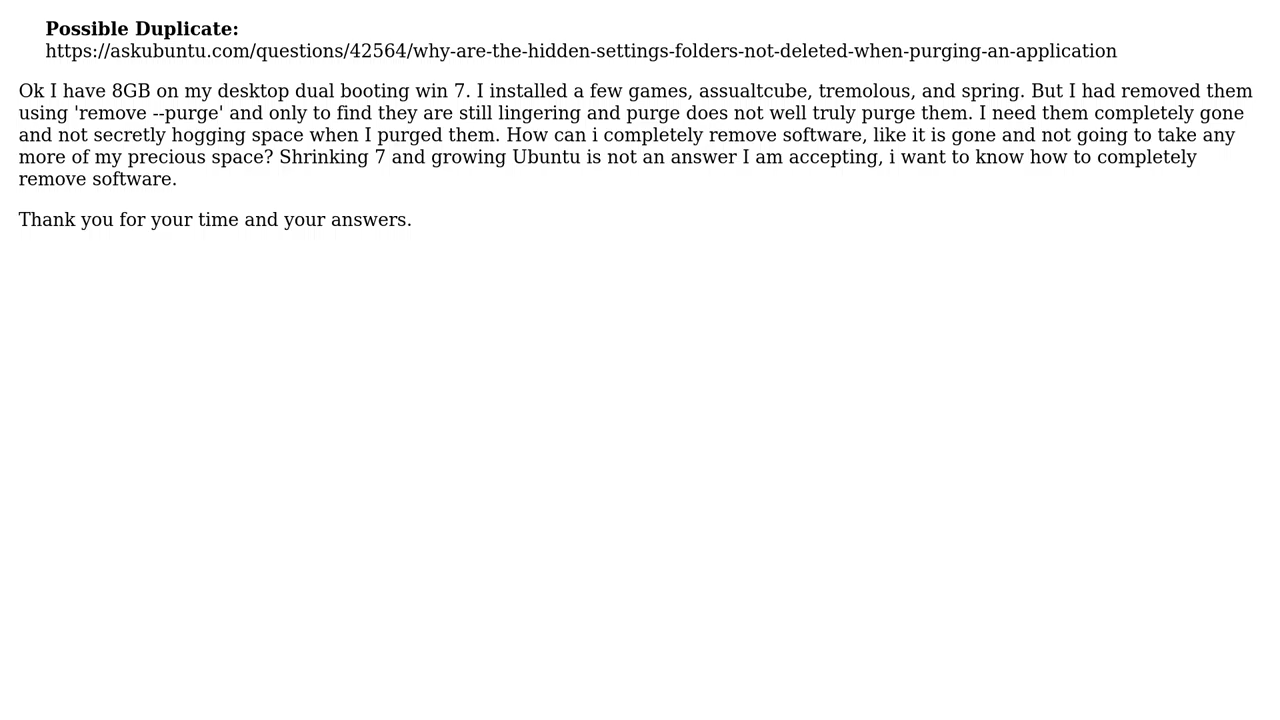 Possible Duplicate:
https://askubuntu.com/questions/42564/why-are-the-hidden-settings-folders-not-deleted-when-purging-an-application
Ok I have 8GB on my desktop dual booting win 7. I installed a few games, assualtcube, tremolous, and spring. But I had removed them
using 'remove --purge' and only to find they are still lingering and purge does not well truly purge them. I need them completely gone
and not secretly hogging space when I purged them. How can i completely remove software, like it is gone and not going to take any
more of my precious space? Shrinking 7 and growing Ubuntu is not an answer I am accepting, i want to know how to completely
remove software.
Thank you for your time and your answers.